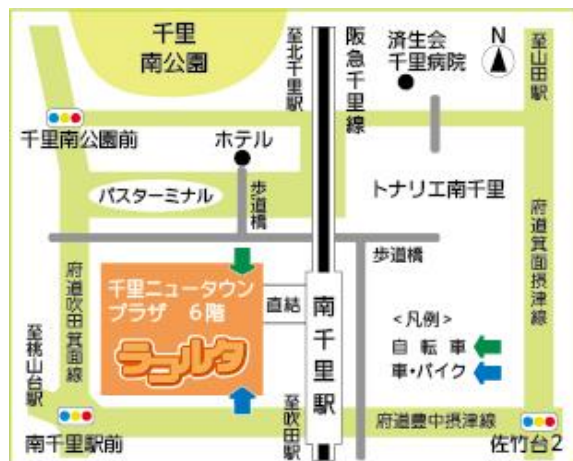 千里
南公園
至北千里駅
阪急千里線
済生会
千里病院
N
至山田駅
千里南公園前
ホテル
バスターミナル
歩道橋
トナリエ南千里
府道箕面摂津線
歩道橋
府道吹田箕面線
千里ニュータウン
プラザ 6階
ラコルタ
直結
南千里駅
<凡例>
自転車
車・バイク
至桃山台駅
南千里駅前
至吹田駅
府道豊中摂津線
佐竹台2